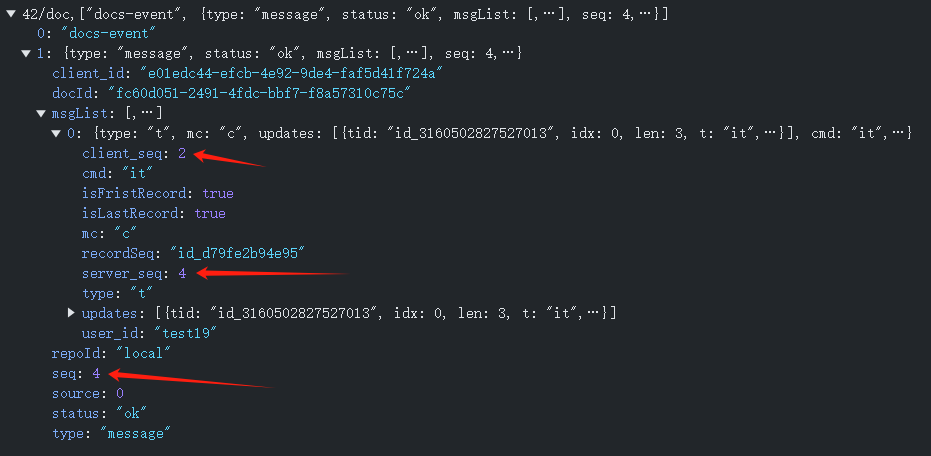 ▼ 42/doc,["docs-event", {type: "message", status: "ok", msgList: [,…], seq: 4,…}]
0: "docs-event"
▼ 1: {type: "message", status: "ok", msgList: [,…], seq: 4,…}
client_id: "e01edc44-efcb-4e92-9de4-faf5d41f724a"
docId: "fc60d051-2491-4fdc-bbf7-f8a57310c75c"
▼ msgList: [,…]
▼ 0: {type: "t", mc: "c", updates: [{tid: "id_3160502827527013", idx: 0, len: 3, t: "it",…}], cmd: "it",…}
client_seq: 2
cmd: "it"
isFristRecord: true
isLastRecord: true
mc: "c"
recordSeq: "id_d79fe2b94e95"
server_seq: 4
type: "t"
▶ updates: [{tid: "id_3160502827527013", idx: 0, len: 3, t: "it",…}]
user_id: "test19"
repoId: "local"
seq: 4
source: 0
status: "ok"
type: "message"